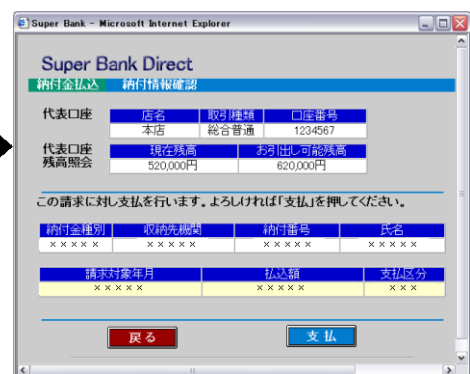 Super Bank - Microsoft Internet Explorer
Super Bank Direct
納付金払込 納付情報確認
代表口座 店名 取引種類 口座番号
本店 総合普通 1234567
代表口座 残高照会 現在残高 お引出し可能残高
520,000円 620,000円
この請求に対し支払を行います。よろしければ「支払」を押してください。
納付金種別 収納先機関 納付番号 氏名
××××× ××××× ××××× ×××××
請求対象年月 払込額 支払区分
××××× ××××× ×××
戻る 支払